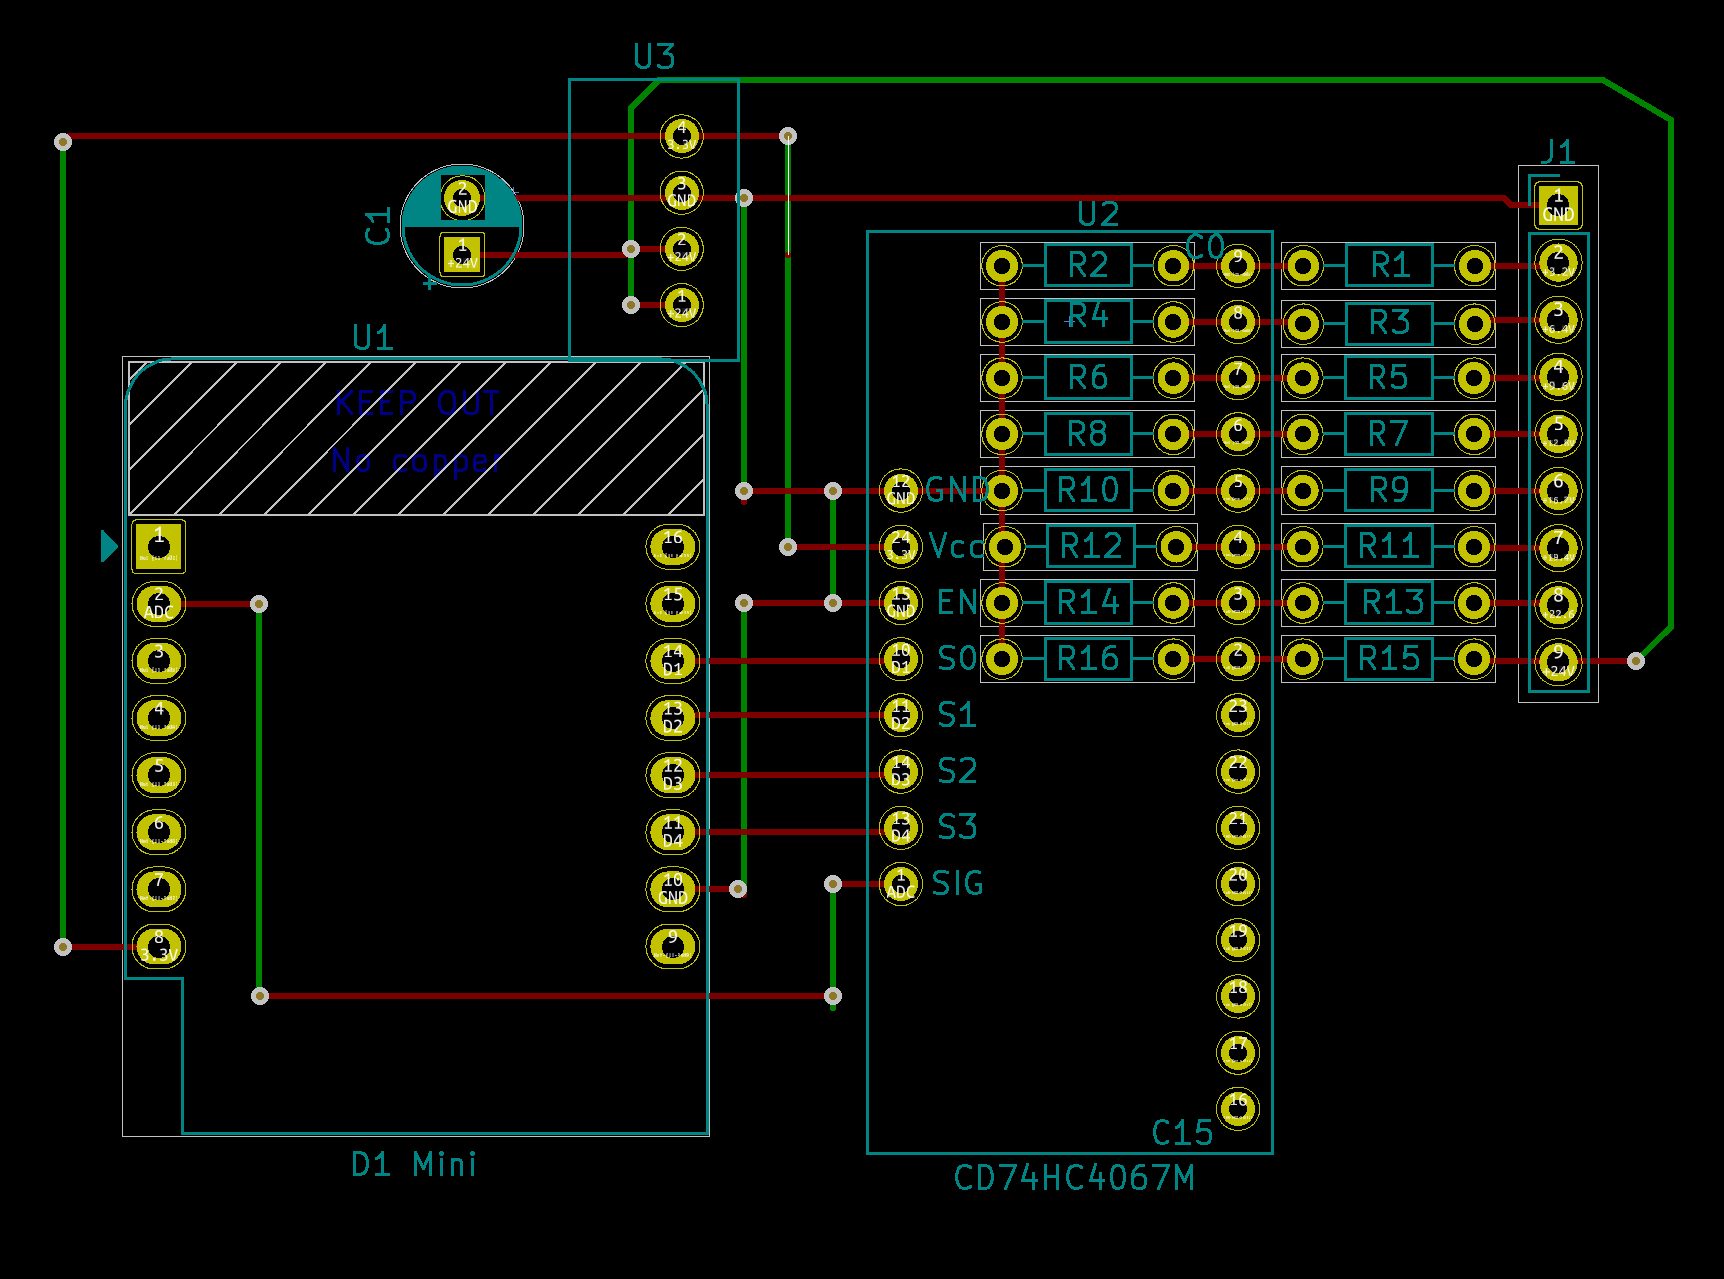 U3
4
3.3V
3
GND
2
+24V
1
+24V
C1
2
GND
1
+24V
+
J1
1
GND
2
+3.2V
3
+6.4V
4
+9.6V
5
6
7
8
9
+24V
U2
C0
R2
9
R1
R4
8
R3
R6
7
R5
R8
6
R7
12
GND
GND
R10
5
R9
24
3.3V
Vcc
R12
4
R11
15
GND
EN
R14
3
R13
10
D1
S0
R16
2
R15
11
D2
S1
23
14
D3
S2
22
13
D4
S3
21
1
ADC
SIG
20
19
18
17
16
C15
CD74HC4067M
U1
KEEP OUT
No copper
1
16
2
ADC
15
3
14
D1
4
13
D2
5
12
D3
6
11
D4
7
10
GND
8
3.3V
9
D1 Mini